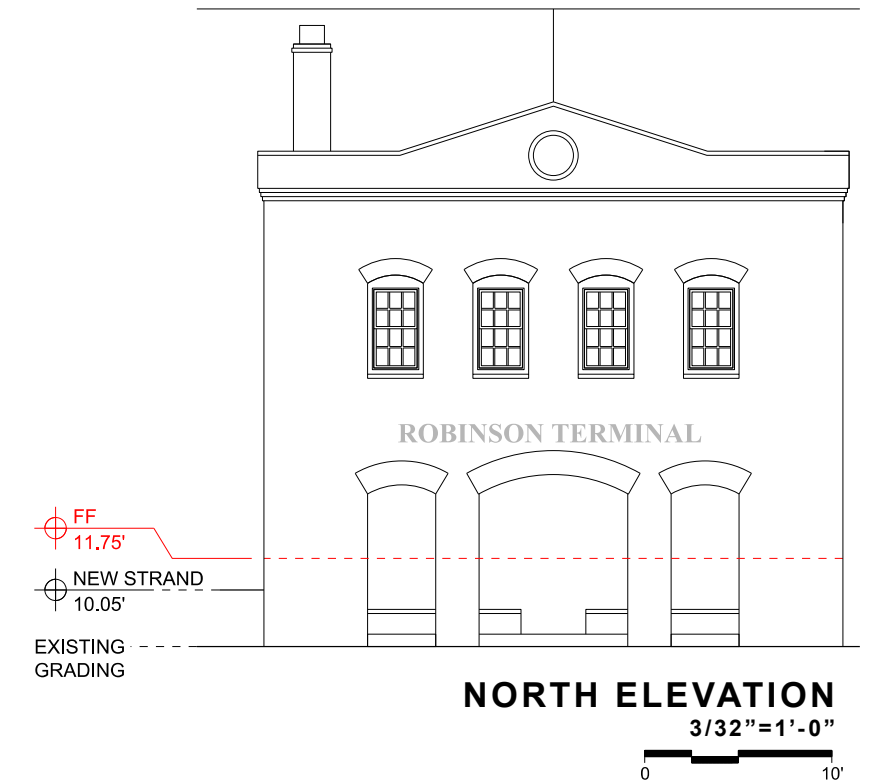 ROBINSON TERMINAL
FF
11.75'
NEW STRAND
10.05'
EXISTING
GRADING
NORTH ELEVATION
3/32”=1’-0”
0 10'